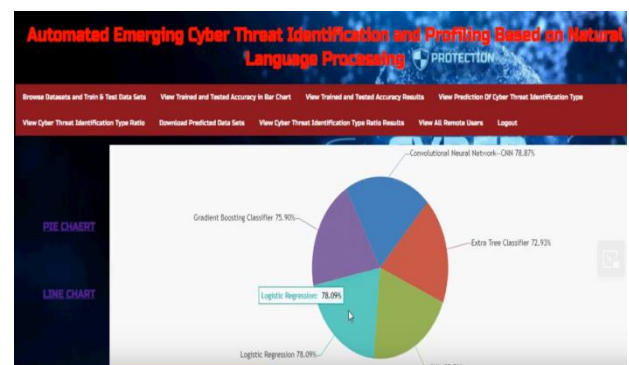 Automated Emerging Cyber Threat Identification and Profiling Based on Natural
Language Processing
PROTECTION
Browse Datasets and Train & Test Data Sets View Trained and Tested Accuracy in Bar Chart View Trained and Tested Accuracy Results View Prediction Of Cyber Threat Identification Type
View Cyber Threat Identification Type Ratio Download Predicted Data Sets View Cyber Threat Identification Type Ratio Results View All Remote Users Logout
Convolutional Neural Network--CNN 78.87%
Gradient Boosting Classifier 75.90%
PIE CHAERT
Extra Tree Classifier 72.93%
LINE CHART
Logistic Regression: 78.09%
Logistic Regression 78.09%